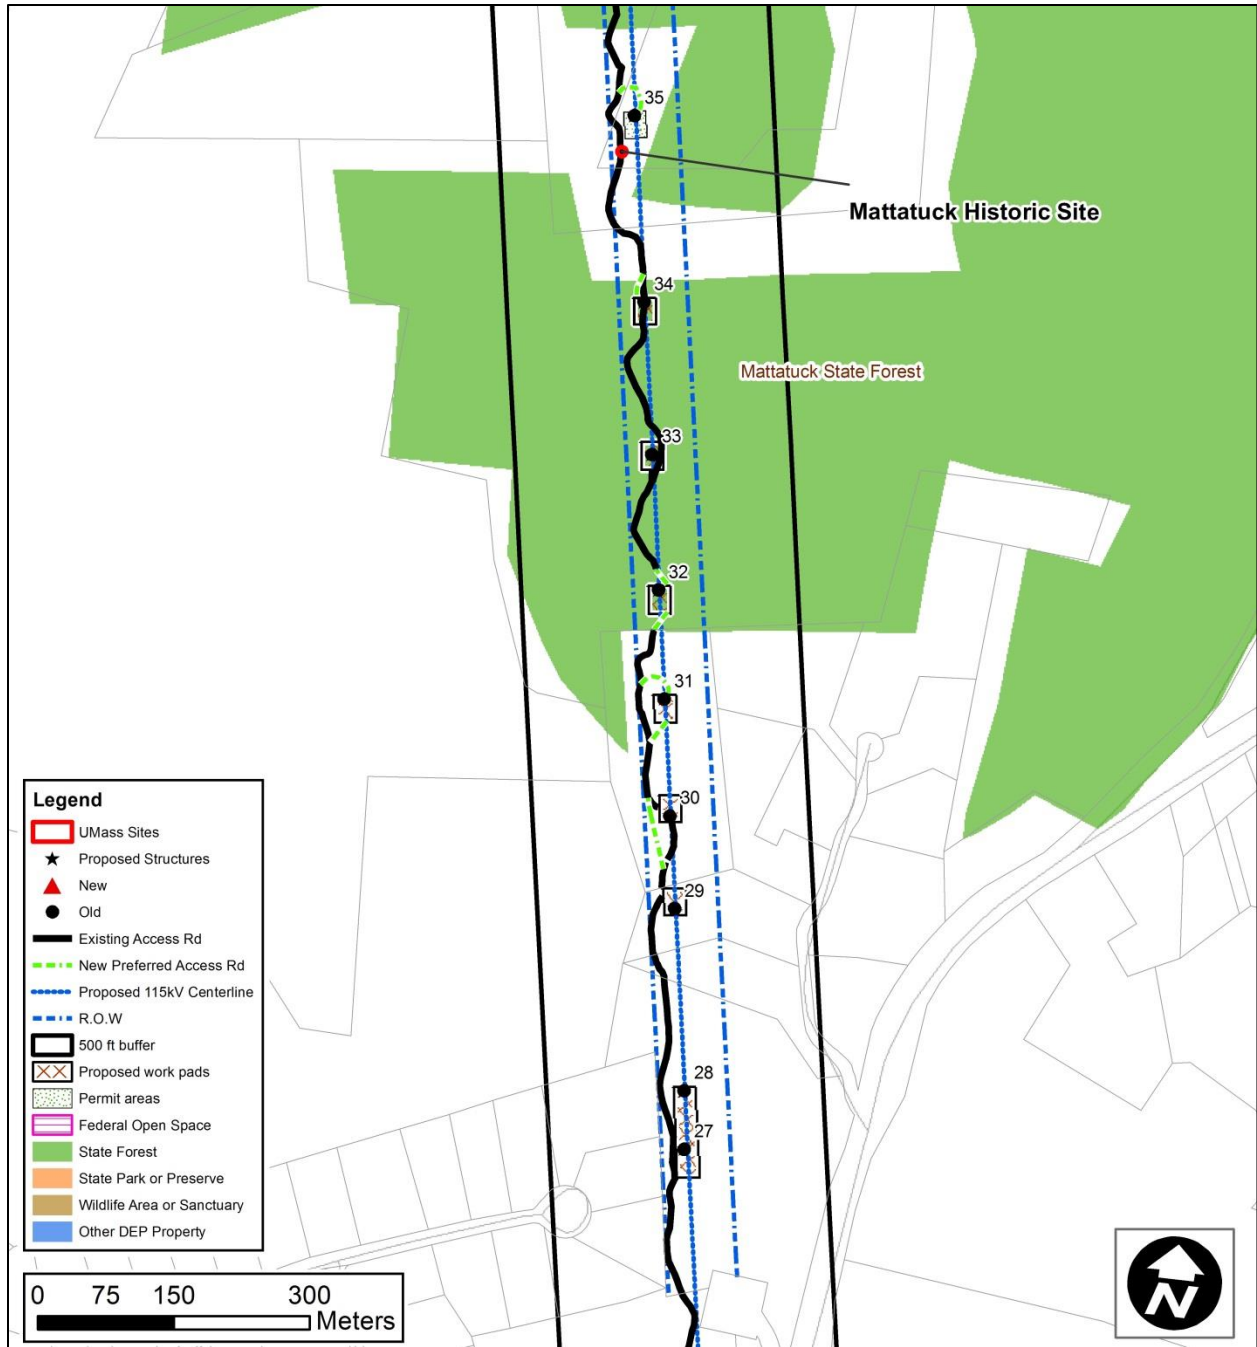 35
Mattatuck Historic Site
34
Mattatuck State Forest
33
32
31
30
29
28
27
Legend
UMass Sites
Proposed Structures
New
Old
Existing Access Rd
New Preferred Access Rd
Proposed 115kV Centerline
R.O.W
500 ft buffer
Proposed work pads
Permit areas
Federal Open Space
State Forest
State Park or Preserve
Wildlife Area or Sanctuary
Other DEP Property
0 75 150 300
Meters
N